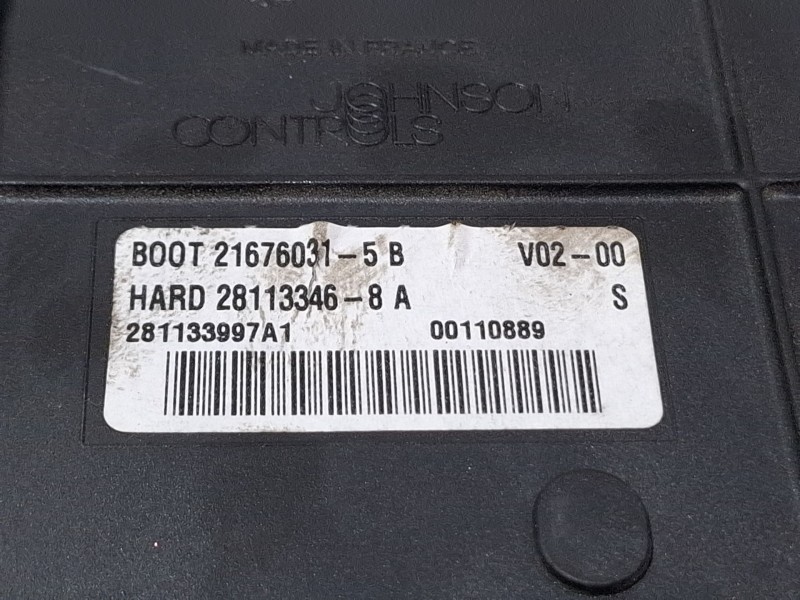 MADE IN FRANCE
JOHNSON
CONTROLS
BOOT 21676031-5 B V02-00
HARD 28113346-8 A S
281133997A1 00110889